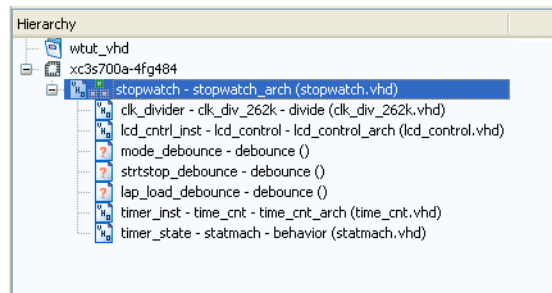 Hierarchy
wtut_vhd
xc3s700a-4fg484
stopwatch - stopwatch_arch (stopwatch.vhd)
clk_divider - clk_div_262k - divide (clk_div_262k.vhd)
lcd_cntrl_inst - lcd_control - lcd_control_arch (lcd_control.vhd)
mode_debounce - debounce ()
strtstop_debounce - debounce ()
lap_load_debounce - debounce ()
timer_inst - time_cnt - time_cnt_arch (time_cnt.vhd)
timer_state - statmach - behavior (statmach.vhd)